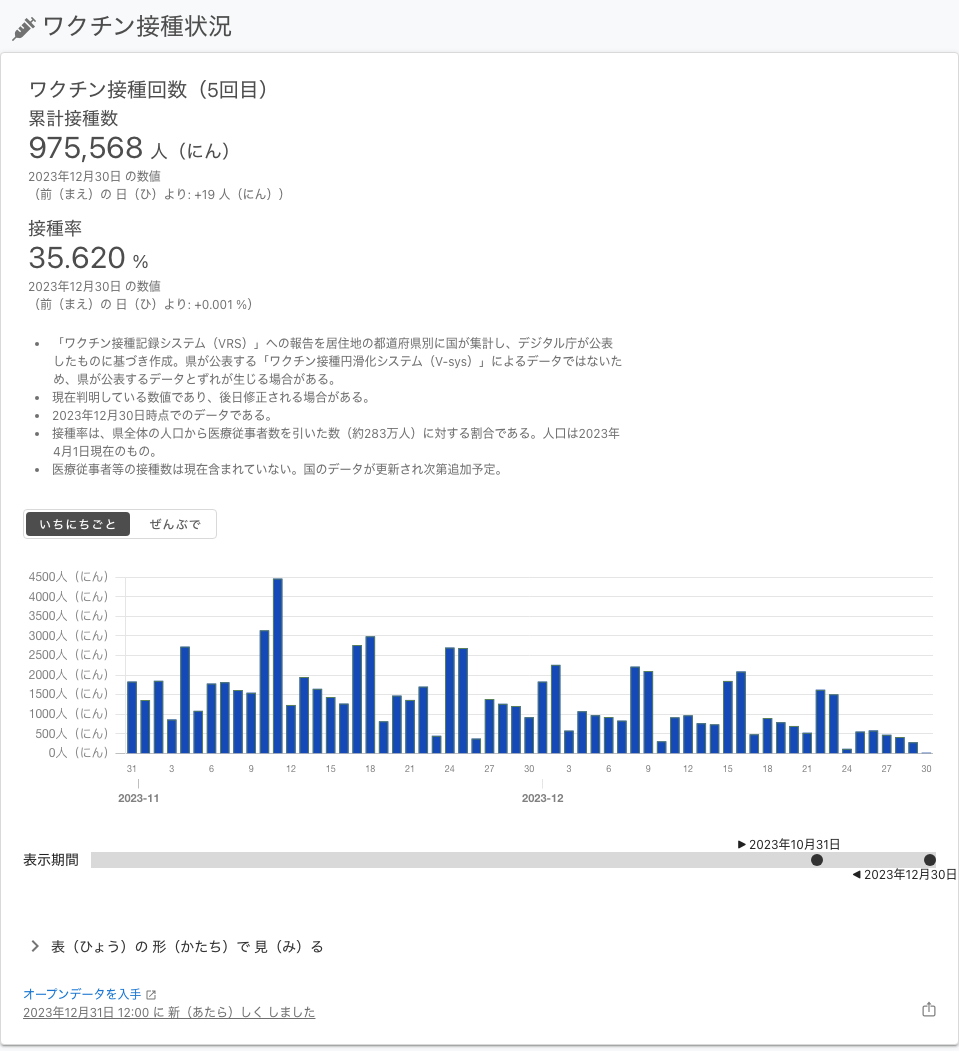 ワクチン接種状況
ワクチン接種回数（5回目）
累計接種数
975,568 人（にん）
2023年12月30日 の数値
（前（まえ）の 日（ひ）より: +19 人（にん））
接種率
35.620 %
2023年12月30日 の数値
（前（まえ）の 日（ひ）より: +0.001 %）
• 「ワクチン接種記録システム（VRS）」への報告を居住地の都道府県別に国が集計し、デジタル庁が公表
したものに基づき作成。県が公表する「ワクチン接種円滑化システム（V-sys）」によるデータではないた
め、県が公表するデータとずれが生じる場合がある。
• 現在判明している数値であり、後日修正される場合がある。
• 2023年12月30日時点でのデータである。
• 接種率は、県全体の人口から医療従事者数を引いた数（約283万人）に対する割合である。人口は2023年
4月1日現在のもの。
• 医療従事者等の接種数は現在含まれていない。国のデータが更新され次第追加予定。
いちにちごと ぜんぶで
4500人（にん）
4000人（にん）
3500人（にん）
3000人（にん）
2500人（にん）
2000人（にん）
1500人（にん）
1000人（にん）
500人（にん）
0人（にん）
31 3 6 9 12 15 18 21 24 27 30 3 6 9 12 15 18 21 24 27 30
2023-11 2023-12
▶ 2023年10月31日
表示期間
◀ 2023年12月30日
表（ひょう）の 形（かたち）で 見（み）る
オープンデータを入手
2023年12月31日 12:00 に 新（あたら）しく しました